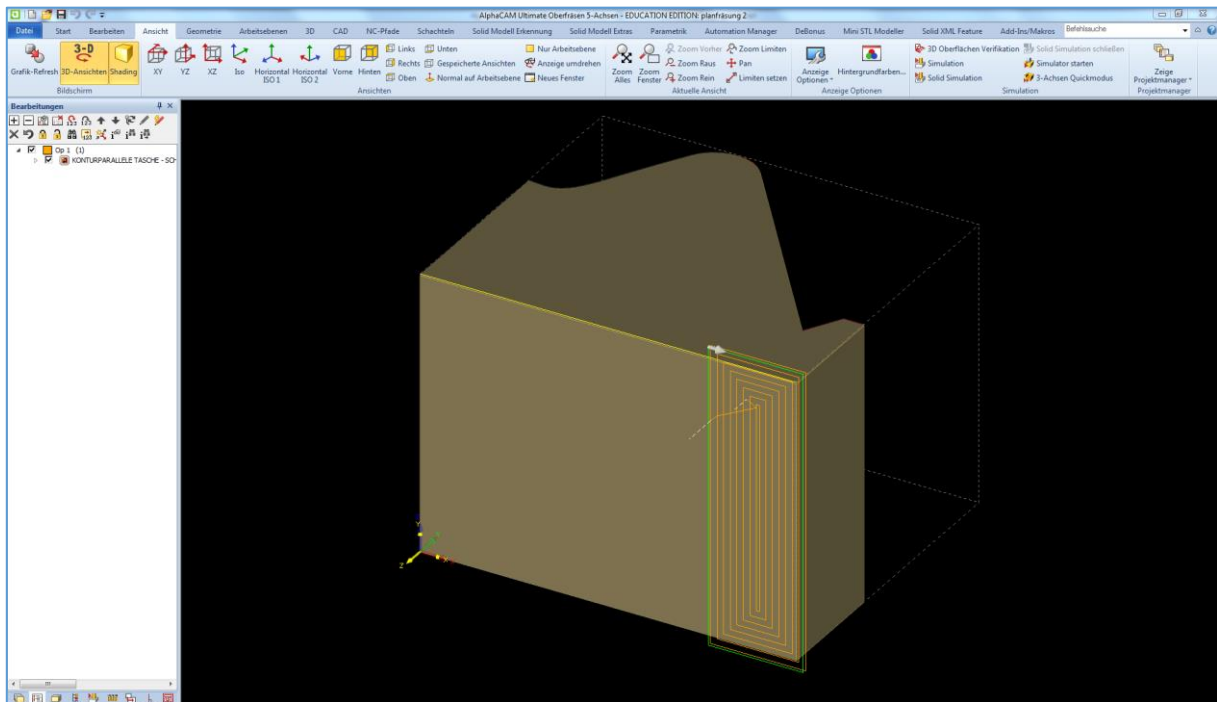 AlphaCAM Ultimate Oberfräsen 5-Achsen - EDUCATION EDITION: planfräsung 2
Datei Start Bearbeiten Ansicht Geometrie Arbeitsebenen 3D CAD NC-Pfade Schachteln Solid Modell Erkennung Solid Modell Extras Parametrik Automation Manager DeBonus Mini STL Modeller Solid XML Feature Add-Ins/Makros Befehlssuche
3-D Links Unten Nur Arbeitsebene Zoom Vorher Zoom Limiten 3D Oberflächen Verifikation Solid Simulation schließen
Rechts Gespeicherte Ansichten Anzeige umdrehen Zoom Raus Pan Simulation Simulator starten
Grafik-Refresh 3D-Ansichten Shading XY YZ XZ Iso Horizontal ISO 1 Horizontal ISO 2 Vorne Hinten Oben Normal auf Arbeitsebene Neues Fenster Zoom Alles Zoom Fenster Zoom Rein Limiten setzen Anzeige Optionen Hintergrundfarben... Solid Simulation 3-Achsen Quickmodus Zeige Projektmanager
Bildschirm Ansichten Aktuelle Ansicht Anzeige Optionen Simulation Projektmanager
Bearbeitungen
Op 1 (1)
KONTURPARALLELE TASCHE - SCH
Y
Z